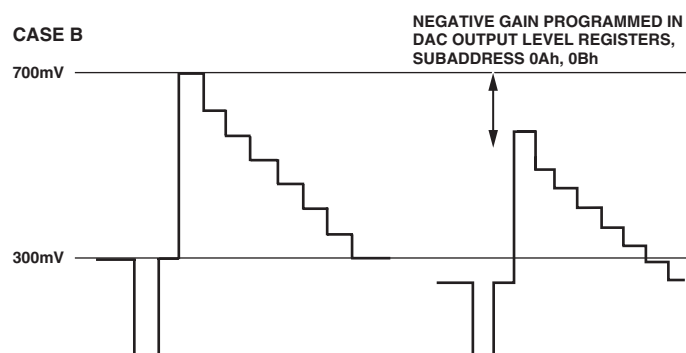 CASE B
NEGATIVE GAIN PROGRAMMED IN
DAC OUTPUT LEVEL REGISTERS,
SUBADDRESS 0Ah, 0Bh
700mV
300mV